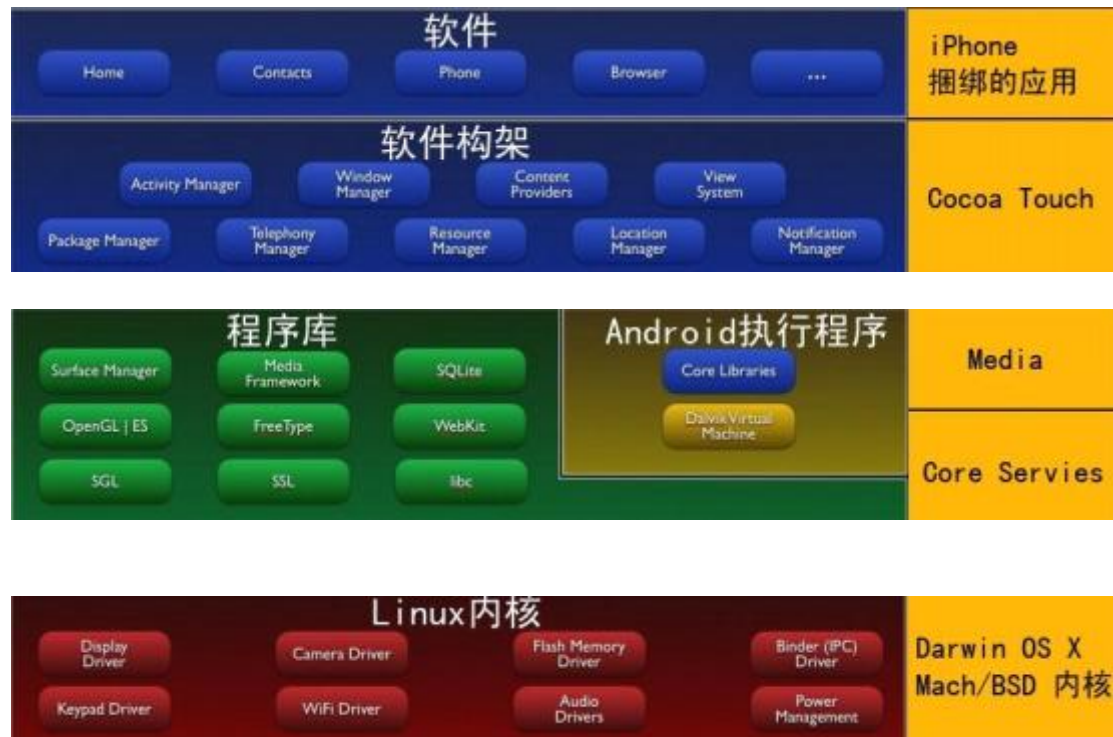 软件
Home
Contacts
Phone
Browser
...
iPhone
捆绑的应用
软件构架
Activity Manager
Window
Manager
Content
Providers
View
System
Package Manager
Telephony
Manager
Resource
Manager
Location
Manager
Notification
Manager
Cocoa Touch
程序库
Surface Manager
Media
Framework
SQLite
OpenGL | ES
FreeType
WebKit
SGL
SSL
libc
Android执行程序
Core Libraries
Dalvik Virtual
Machine
Media
Core Servies
Linux内核
Display
Driver
Camera Driver
Flash Memory
Driver
Binder (IPC)
Driver
Keypad Driver
WiFi Driver
Audio
Drivers
Power
Management
Darwin OS X
Mach/BSD 内核